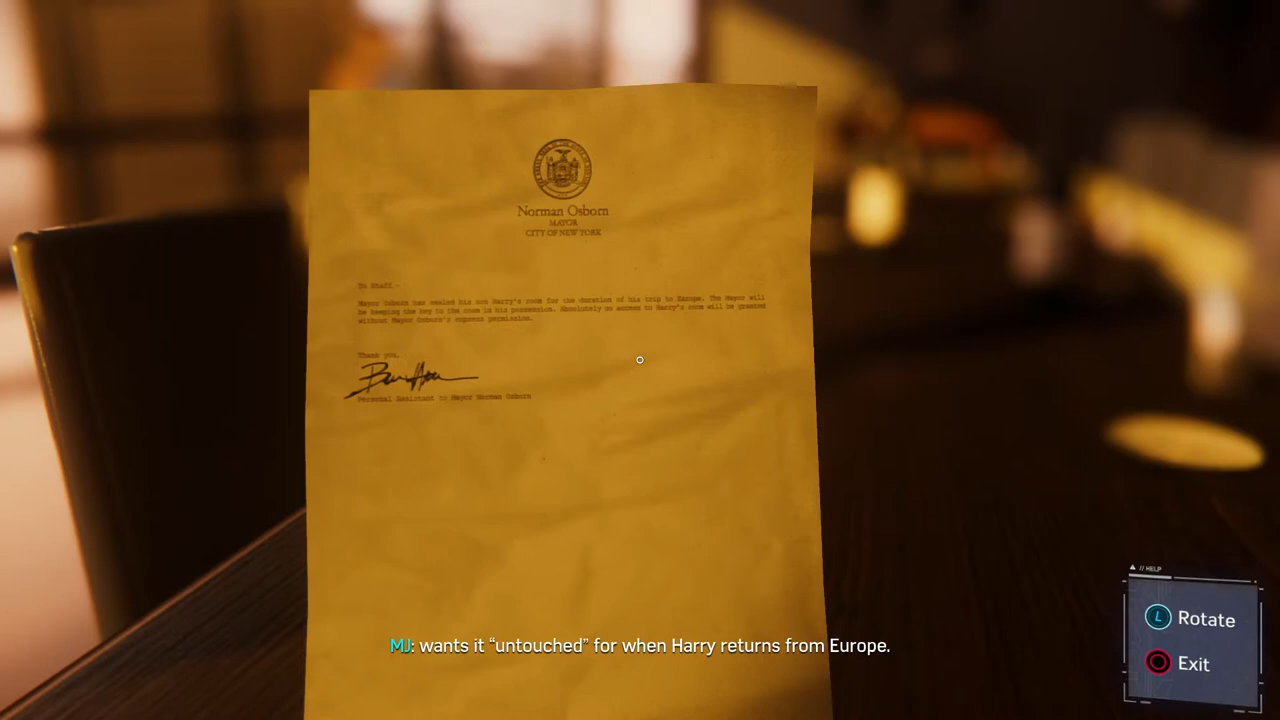 Norman Osborn
MAYOR
CITY OF NEW YORK
To Staff:
Mayor Osborn has sealed his son Harry's room for the duration of his trip to Europe. The Mayor will
be keeping the key to the room in his possession. Absolutely no access to Harry's room will be granted
without Mayor Osborn's express permission.
Thank you,
Personal Assistant to Mayor Norman Osborn
MJ: wants it “untouched” for when Harry returns from Europe.
// HELP
L Rotate
Exit